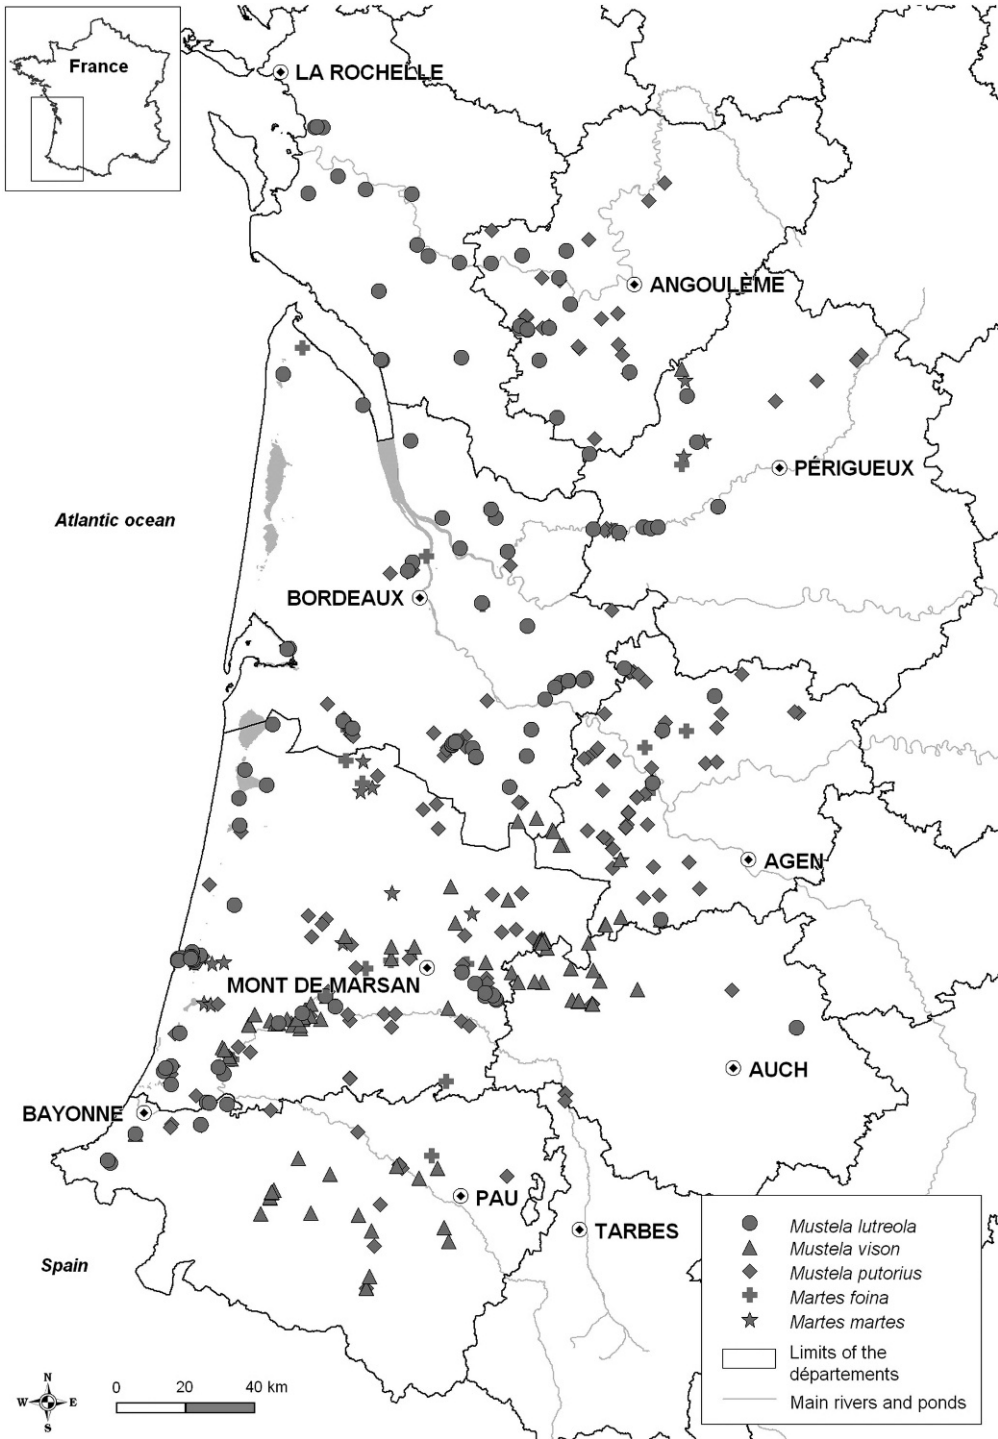 France
LA ROCHELLE
ANGOULÈME
PÉRIGUEUX
Atlantic ocean
BORDEAUX
AGEN
MONT DE MARSAN
AUCH
BAYONNE
PAU
TARBES
Spain
Mustela lutreola
Mustela vison
Mustela putorius
Martes foina
Martes martes
Limits of the
départements
Main rivers and ponds
N
W E
S
0 20 40 km